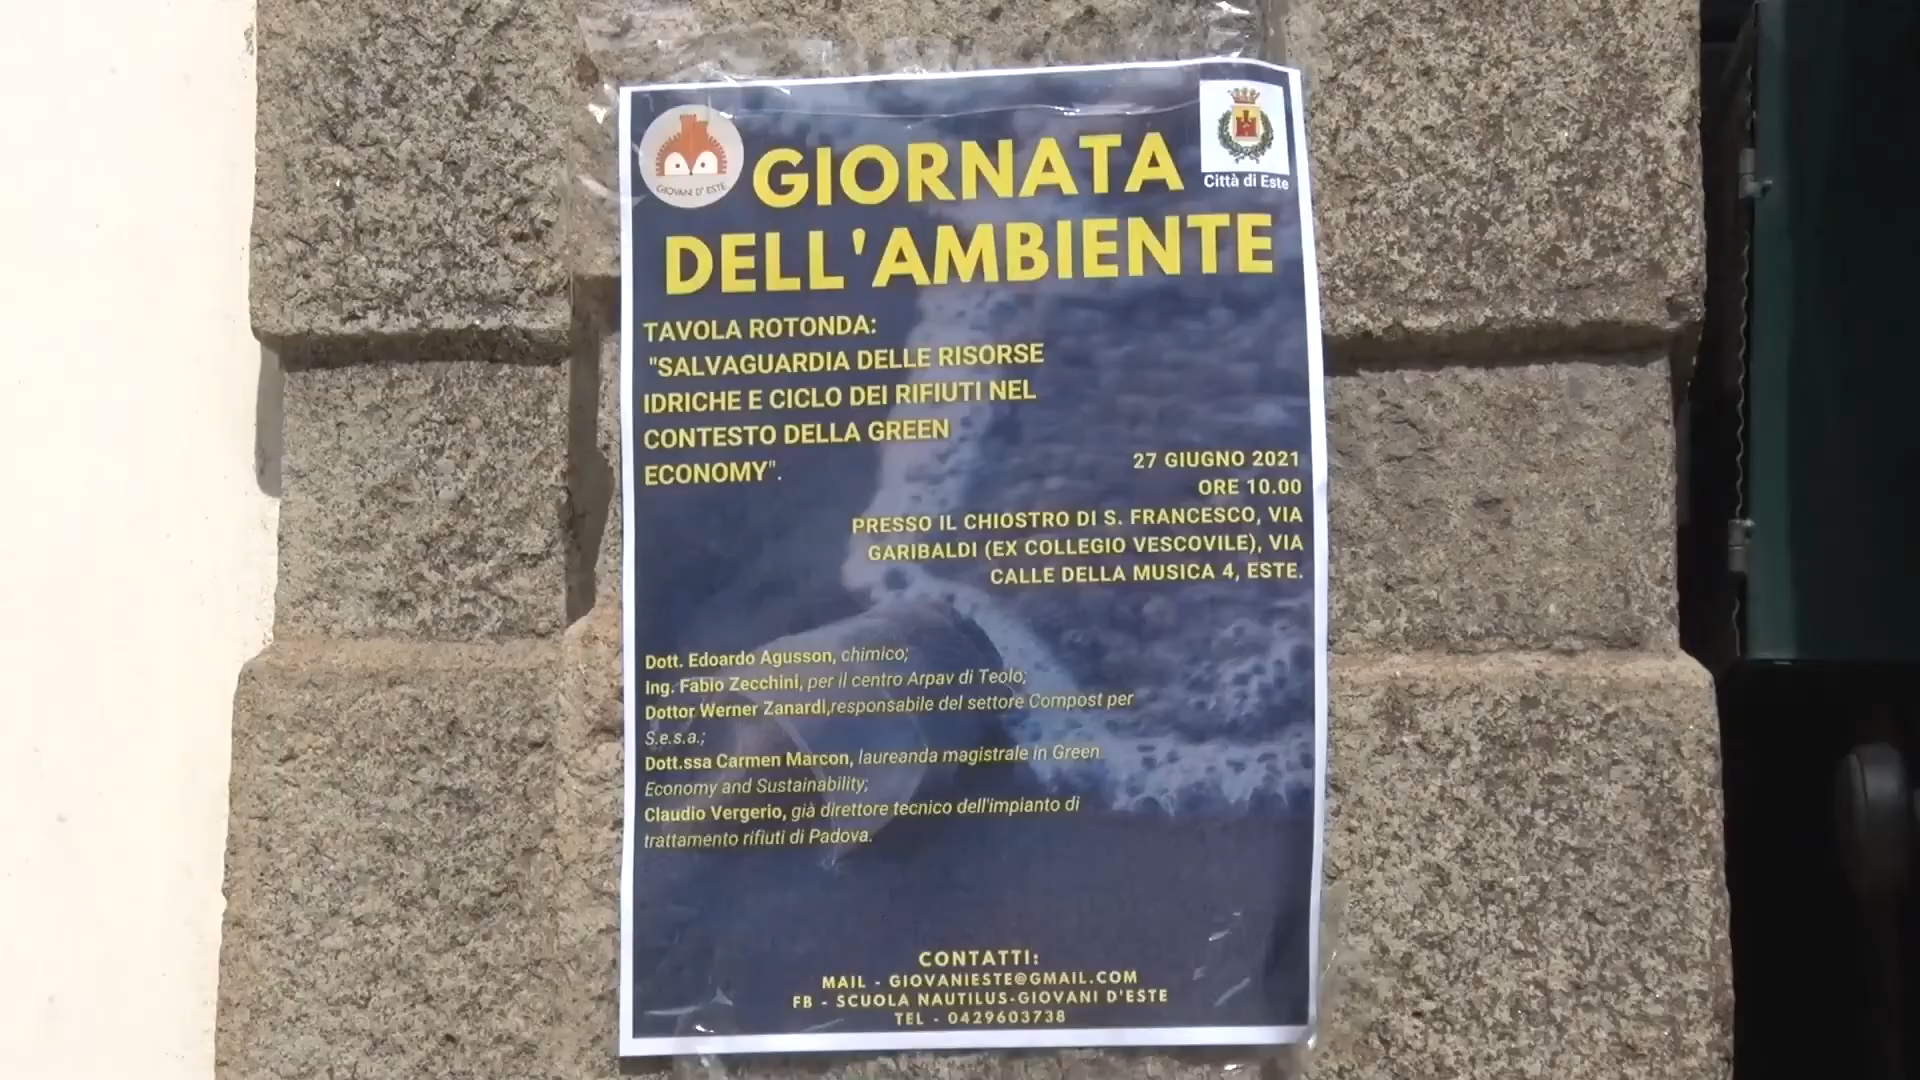 GIOVANI D' ESTE
Città di Este
GIORNATA
DELL'AMBIENTE
TAVOLA ROTONDA:
"SALVAGUARDIA DELLE RISORSE
IDRICHE E CICLO DEI RIFIUTI NEL
CONTESTO DELLA GREEN
ECONOMY".
27 GIUGNO 2021
ORE 10.00
PRESSO IL CHIOSTRO DI S. FRANCESCO, VIA
GARIBALDI (EX COLLEGIO VESCOVILE), VIA
CALLE DELLA MUSICA 4, ESTE.
Dott. Edoardo Agusson, chimico;
Ing. Fabio Zecchini, per il centro Arpav di Teolo;
Dottor Werner Zanardi,responsabile del settore Compost per
S.e.s.a.;
Dott.ssa Carmen Marcon, laureanda magistrale in Green
Economy and Sustainability;
Claudio Vergerio, già direttore tecnico dell'impianto di
trattamento rifiuti di Padova.
CONTATTI:
MAIL - GIOVANIESTE@GMAIL.COM
FB - SCUOLA NAUTILUS-GIOVANI D'ESTE
TEL - 0429603738